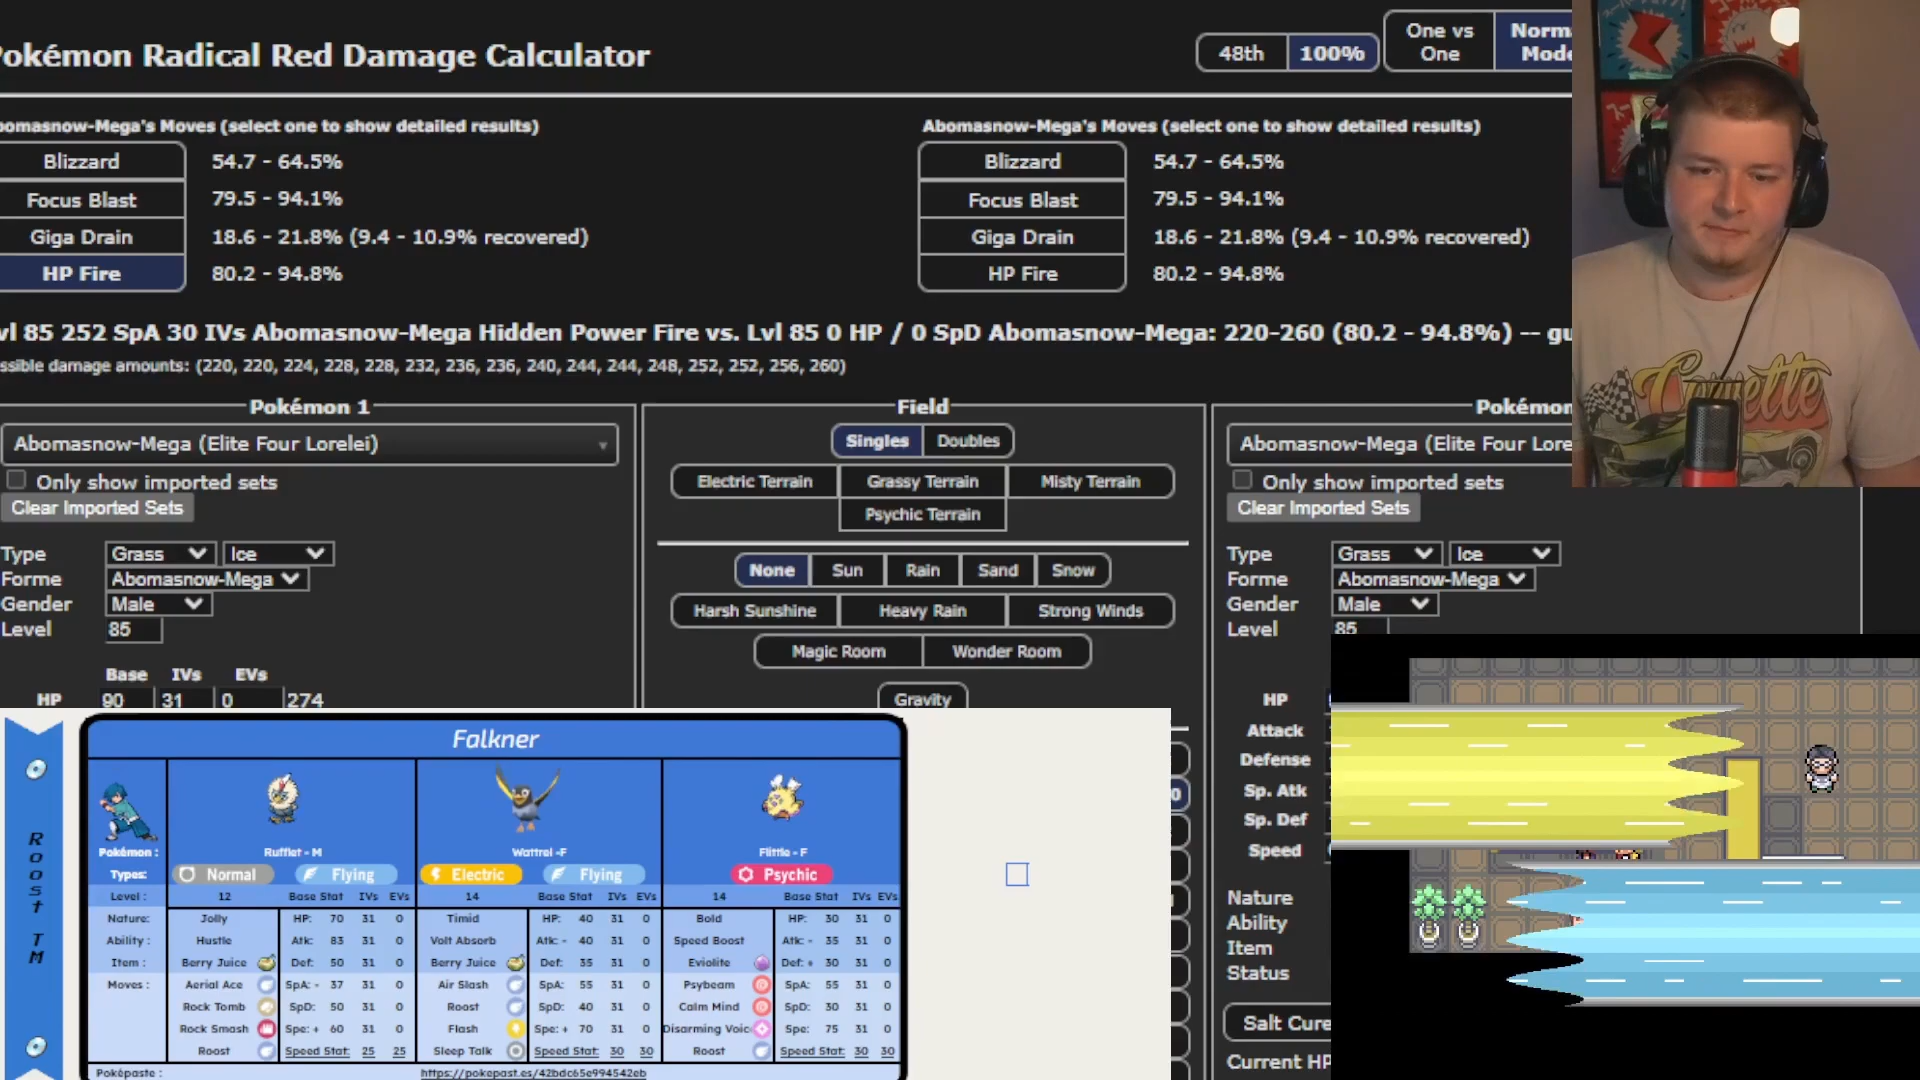 Pokémon Radical Red Damage Calculator
48th 100%
One vs One
Norm
Mode
bomasnow-Mega's Moves (select one to show detailed results)
Blizzard 54.7 - 64.5%
Focus Blast 79.5 - 94.1%
Giga Drain 18.6 - 21.8% (9.4 - 10.9% recovered)
HP Fire 80.2 - 94.8%
Abomasnow-Mega's Moves (select one to show detailed results)
Blizzard 54.7 - 64.5%
Focus Blast 79.5 - 94.1%
Giga Drain 18.6 - 21.8% (9.4 - 10.9% recovered)
HP Fire 80.2 - 94.8%
vl 85 252 SpA 30 IVs Abomasnow-Mega Hidden Power Fire vs. Lvl 85 0 HP / 0 SpD Abomasnow-Mega: 220-260 (80.2 - 94.8%) -- gu
ssible damage amounts: (220, 220, 224, 228, 228, 232, 236, 236, 240, 244, 244, 248, 252, 252, 256, 260)
Pokémon 1
Abomasnow-Mega (Elite Four Lorelei)
Only show imported sets
Clear Imported Sets
Type Grass Ice
Forme Abomasnow-Mega
Gender Male
Level 85
Base IVs EVs
HP 90 31 0 274
Field
Singles Doubles
Electric Terrain Grassy Terrain Misty Terrain
Psychic Terrain
None Sun Rain Sand Snow
Harsh Sunshine Heavy Rain Strong Winds
Magic Room Wonder Room
Gravity
Pokémon
Abomasnow-Mega (Elite Four Lore
Only show imported sets
Clear Imported Sets
Type Grass Ice
Forme Abomasnow-Mega
Gender Male
Level 85
HP
Attack
Defense
Sp. Atk
Sp. Def
Speed
Nature
Ability
Item
Status
Salt Cure
Current HP
Corvette
Roost TM
Falkner
Pokémon : Rufflet - M Wattrel -F Flittle - F
Types: Normal Flying Electric Flying Psychic
Level : 12 Base Stat IVs EVs 14 Base Stat IVs EVs 14 Base Stat IVs EVs
Nature: Jolly HP: 70 31 0 Timid HP: 40 31 0 Bold HP: 30 31 0
Ability : Hustle Atk: 83 31 0 Volt Absorb Atk: - 40 31 0 Speed Boost Atk: - 35 31 0
Item : Berry Juice Def: 50 31 0 Berry Juice Def: 35 31 0 Eviolite Def: + 30 31 0
Moves : Aerial Ace SpA: - 37 31 0 Air Slash SpA: 55 31 0 Psybeam SpA: 55 31 0
Rock Tomb SpD: 50 31 0 Roost SpD: 40 31 0 Calm Mind SpD: 30 31 0
Rock Smash Spe: + 60 31 0 Flash Spe: + 70 31 0 Disarming Voic Spe: 75 31 0
Roost Speed Stat: 25 25 Sleep Talk Speed Stat: 30 30 Roost Speed Stat: 30 30
Poképaste : https://pokepast.es/42bdc65e994542eb